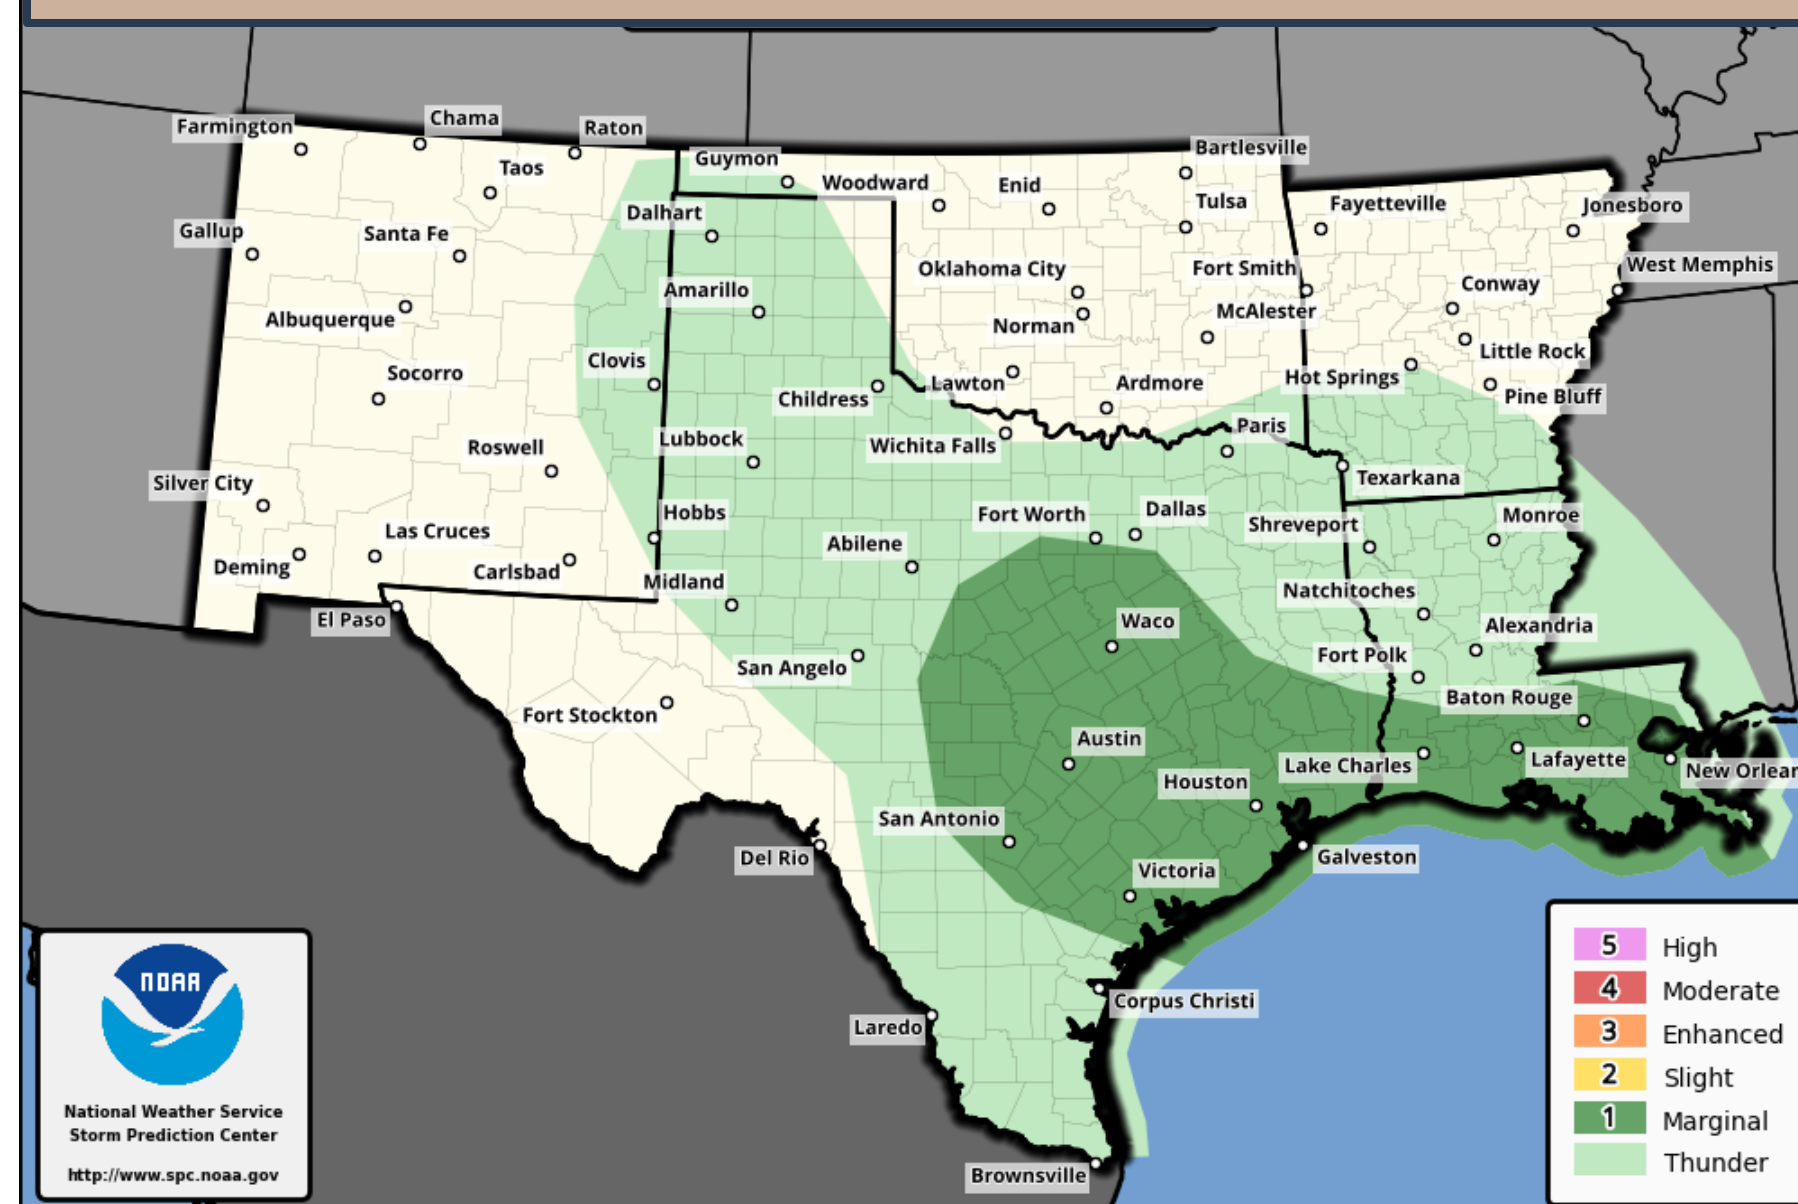 Farmington
Chama
Raton
Taos
Guymon
Woodward
Enid
Bartlesville
Tulsa
Fayetteville
Jonesboro
Gallup
Santa Fe
Dalhart
Oklahoma City
Fort Smith
Conway
West Memphis
Amarillo
Albuquerque
Norman
McAlester
Little Rock
Socorro
Clovis
Childress
Lawton
Ardmore
Hot Springs
Pine Bluff
Roswell
Lubbock
Wichita Falls
Paris
Texarkana
Silver City
Las Cruces
Hobbs
Fort Worth
Dallas
Shreveport
Monroe
Deming
Carlsbad
Abilene
Midland
Natchitoches
El Paso
Waco
Alexandria
San Angelo
Fort Polk
Fort Stockton
Baton Rouge
Austin
Lake Charles
Lafayette
New Orlean
Houston
San Antonio
Del Rio
Galveston
Victoria
Corpus Christi
Laredo
Brownsville
NOAA
National Weather Service
Storm Prediction Center
http://www.spc.noaa.gov
5 High
4 Moderate
3 Enhanced
2 Slight
1 Marginal
Thunder